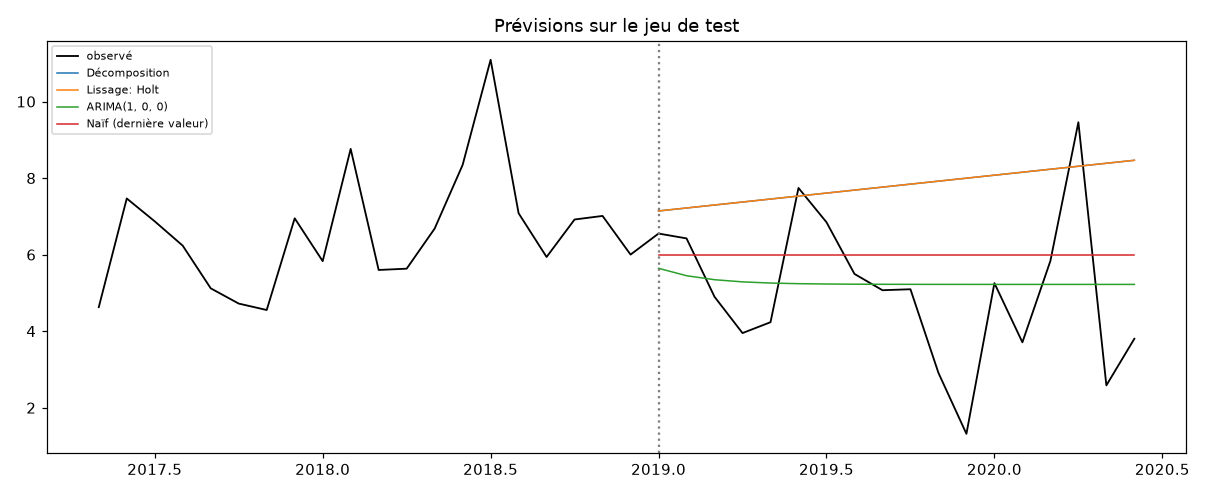 Prévisions sur le jeu de test
observé
Décomposition
Lissage: Holt
ARIMA(1, 0, 0)
Naïf (dernière valeur)
10
8
6
4
2
2017.5
2018.0
2018.5
2019.0
2019.5
2020.0
2020.5